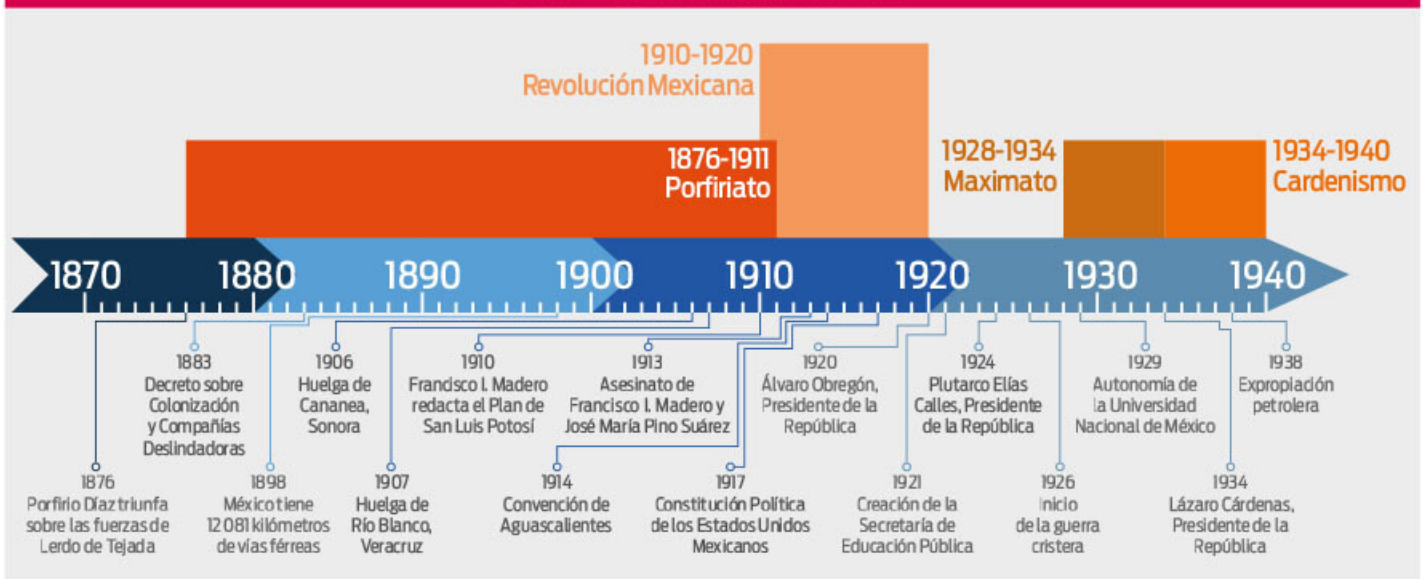 1910-1920
Revolución Mexicana
1876-1911
Porfiriato
1928-1934
Maximato
1934-1940
Cardenismo
1870
1880
1890
1900
1910
1920
1930
1940
1883
Decreto sobre
Colonización
y Compañías
Deslindadoras
1906
Huelga de
Cananea,
Sonora
1910
Francisco I. Madero
redacta el Plan de
San Luis Potosí
1913
Asesinato de
Francisco I. Madero y
José María Pino Suárez
1920
Álvaro Obregón,
Presidente de la
República
1924
Plutarco Elías
Calles, Presidente
de la República
1929
Autonomía de
la Universidad
Nacional de México
1938
Expropiación
petrolera
1876
Porfirio Díaz triunfa
sobre las fuerzas de
Lerdo de Tejada
1898
México tiene
12 081 kilómetros
de vías férreas
1907
Huelga de
Río Blanco,
Veracruz
1914
Convención de
Aguascalientes
1917
Constitución Política
de los Estados Unidos
Mexicanos
1921
Creación de la
Secretaría de
Educación Pública
1926
Inicio
de la guerra
cristera
1934
Lázaro Cárdenas,
Presidente de la
República